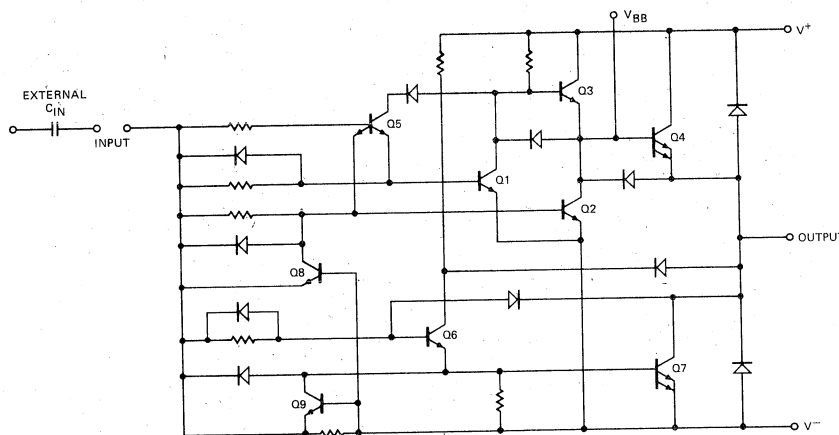 V_BB
V+
EXTERNAL
C_IN
INPUT
Q3
Q5
Q4
Q1
Q2
OUTPUT
Q8
Q6
Q7
Q9
V−